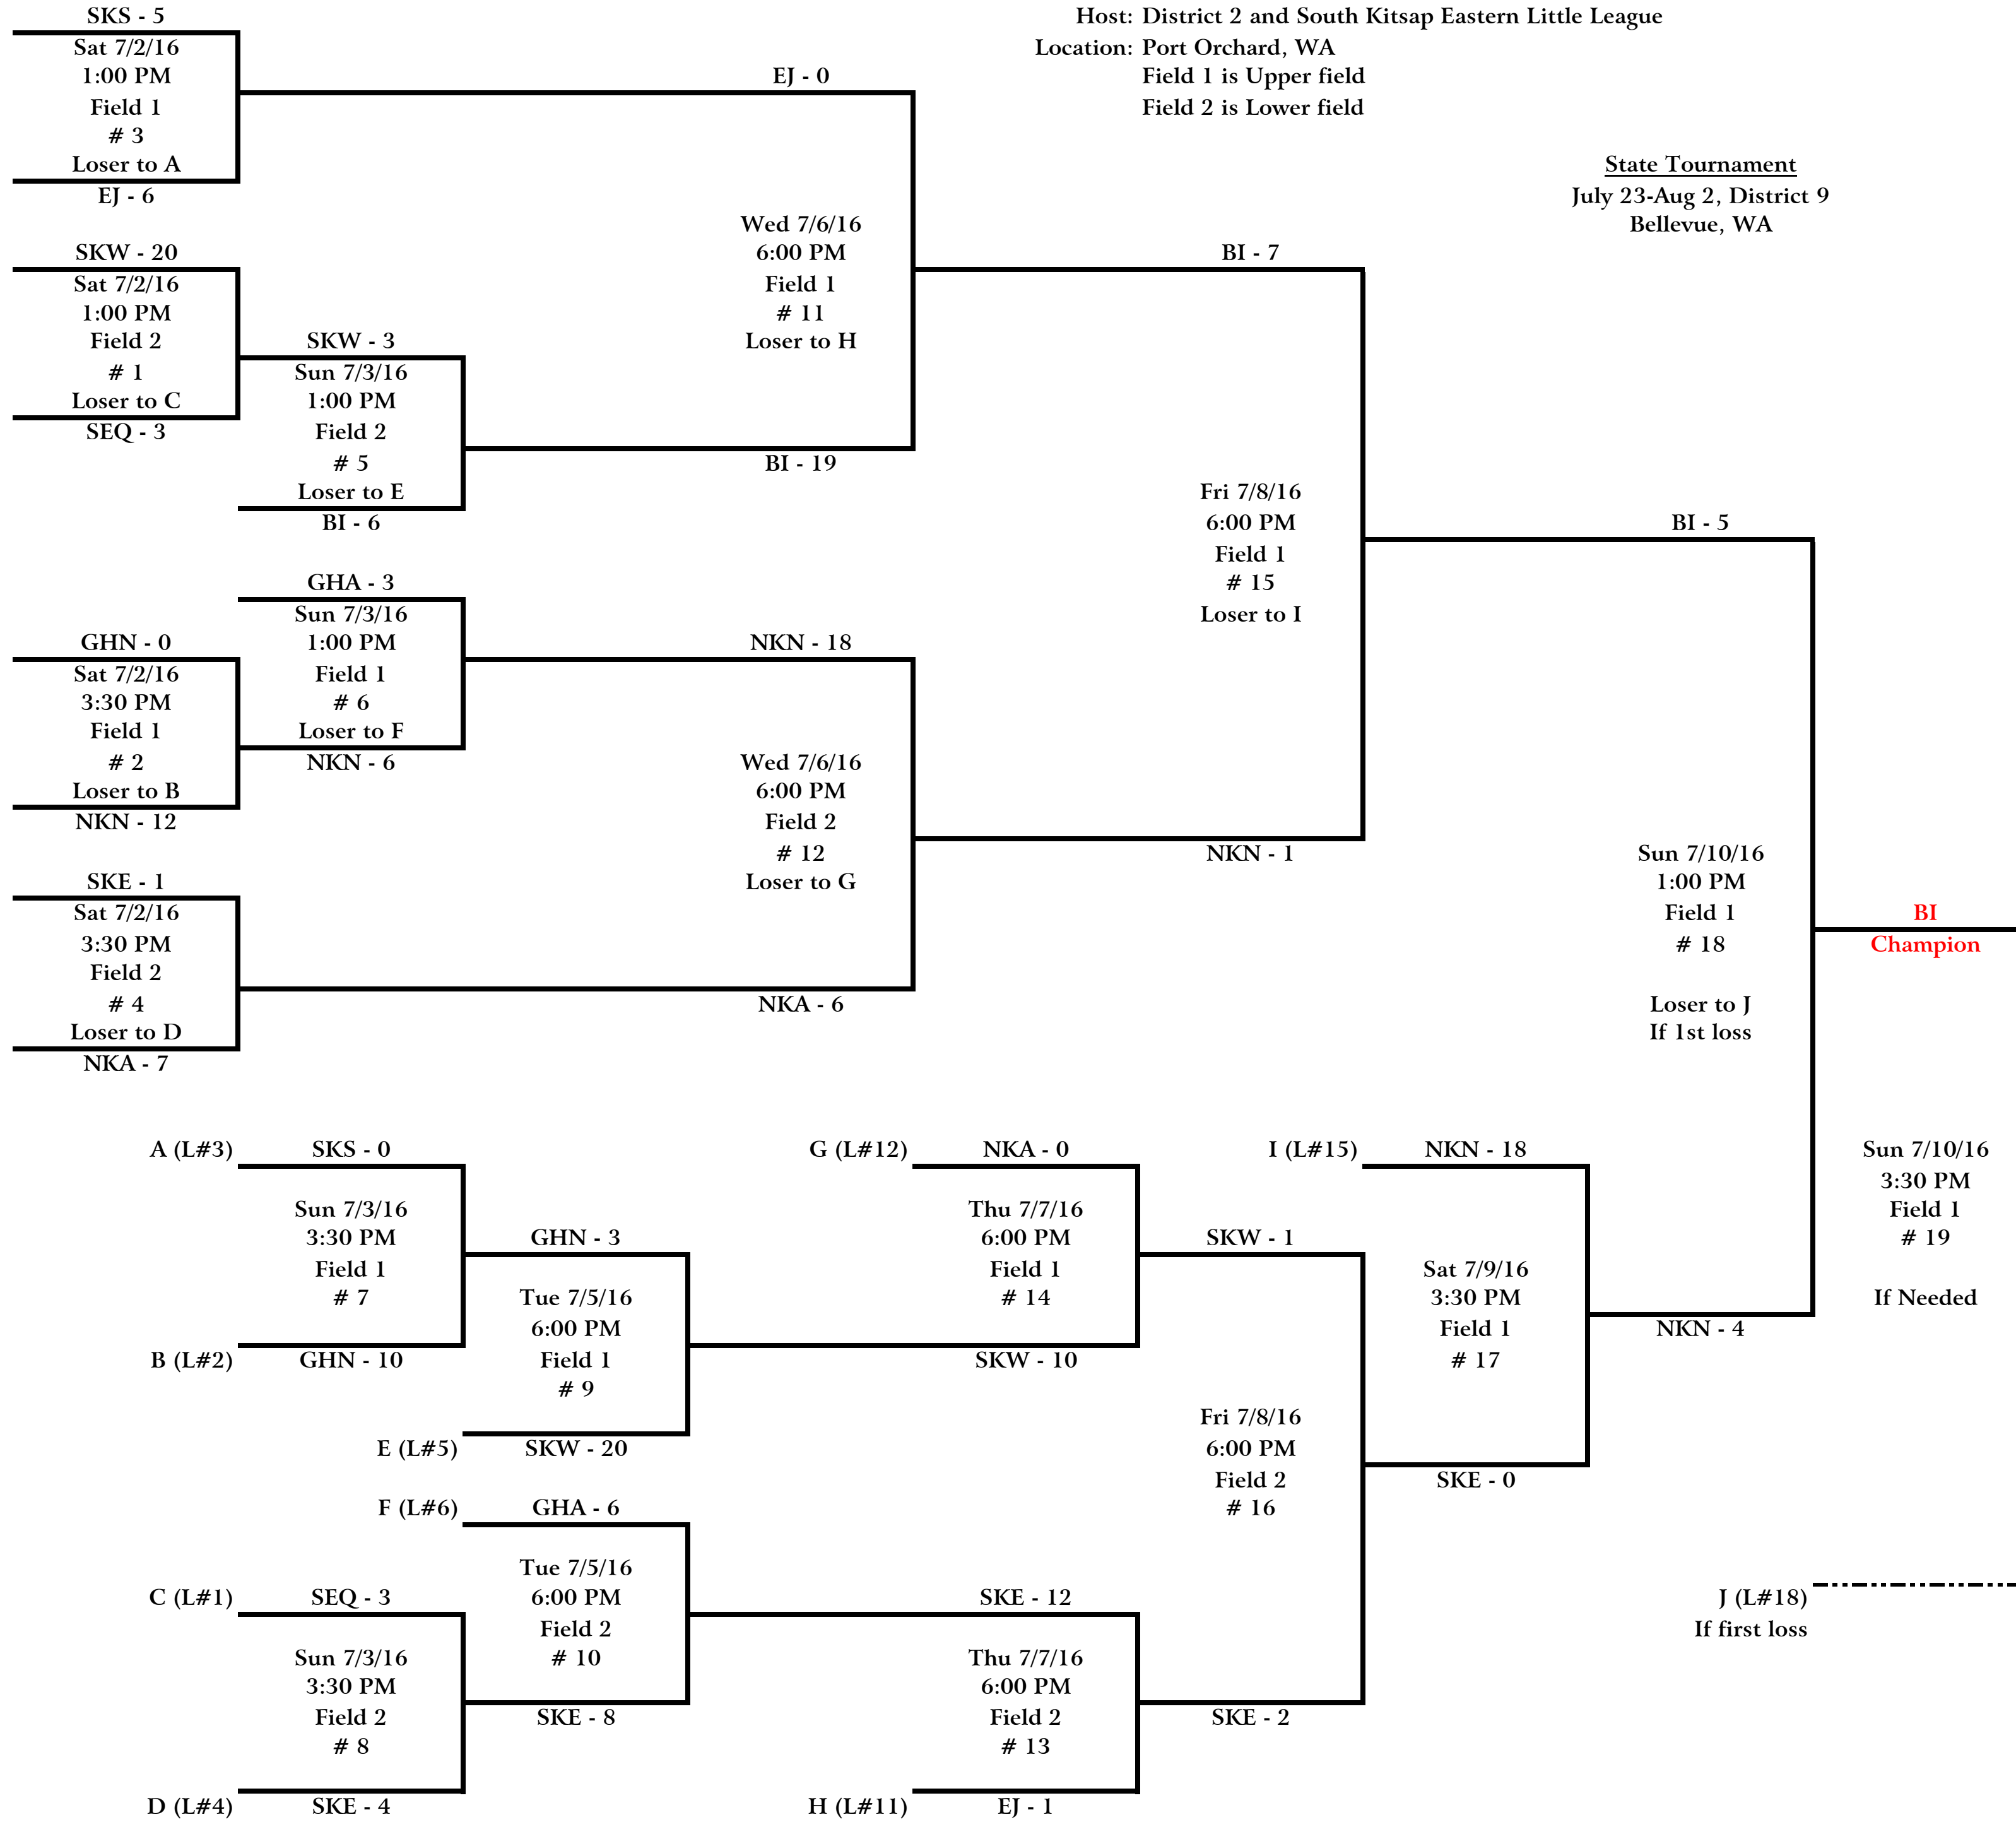 SKS - 5
Sat 7/2/16
1:00 PM
Field 1
# 3
Loser to A
EJ - 6
Host: District 2 and South Kitsap Eastern Little League
Location: Port Orchard, WA
Field 1 is Upper field
Field 2 is Lower field
State Tournament
July 23-Aug 2, District 9
Bellevue, WA
EJ - 0
Wed 7/6/16
6:00 PM
Field 1
# 11
Loser to H
BI - 19
SKW - 20
Sat 7/2/16
1:00 PM
Field 2
# 1
Loser to C
SEQ - 3
SKW - 3
Sun 7/3/16
1:00 PM
Field 2
# 5
Loser to E
BI - 6
BI - 7
Fri 7/8/16
6:00 PM
Field 1
# 15
Loser to I
NKN - 1
GHA - 3
Sun 7/3/16
1:00 PM
Field 1
# 6
Loser to F
NKN - 6
GHN - 0
Sat 7/2/16
3:30 PM
Field 1
# 2
Loser to B
NKN - 12
NKN - 18
Wed 7/6/16
6:00 PM
Field 2
# 12
Loser to G
NKA - 6
SKE - 1
Sat 7/2/16
3:30 PM
Field 2
# 4
Loser to D
NKA - 7
BI - 5
Sun 7/10/16
1:00 PM
Field 1
# 18
Loser to J
If 1st loss
NKN - 4
BI
Champion
Sun 7/10/16
3:30 PM
Field 1
# 19
If Needed
A (L#3)
SKS - 0
Sun 7/3/16
3:30 PM
Field 1
# 7
B (L#2)
GHN - 10
GHN - 3
Tue 7/5/16
6:00 PM
Field 1
# 9
E (L#5)
SKW - 20
G (L#12)
NKA - 0
Thu 7/7/16
6:00 PM
Field 1
# 14
SKW - 10
SKW - 1
Fri 7/8/16
6:00 PM
Field 2
# 16
SKE - 2
I (L#15)
NKN - 18
Sat 7/9/16
3:30 PM
Field 1
# 17
SKE - 0
F (L#6)
GHA - 6
Tue 7/5/16
6:00 PM
Field 2
# 10
SKE - 8
C (L#1)
SEQ - 3
Sun 7/3/16
3:30 PM
Field 2
# 8
D (L#4)
SKE - 4
SKE - 12
Thu 7/7/16
6:00 PM
Field 2
# 13
H (L#11)
EJ - 1
J (L#18)
If first loss